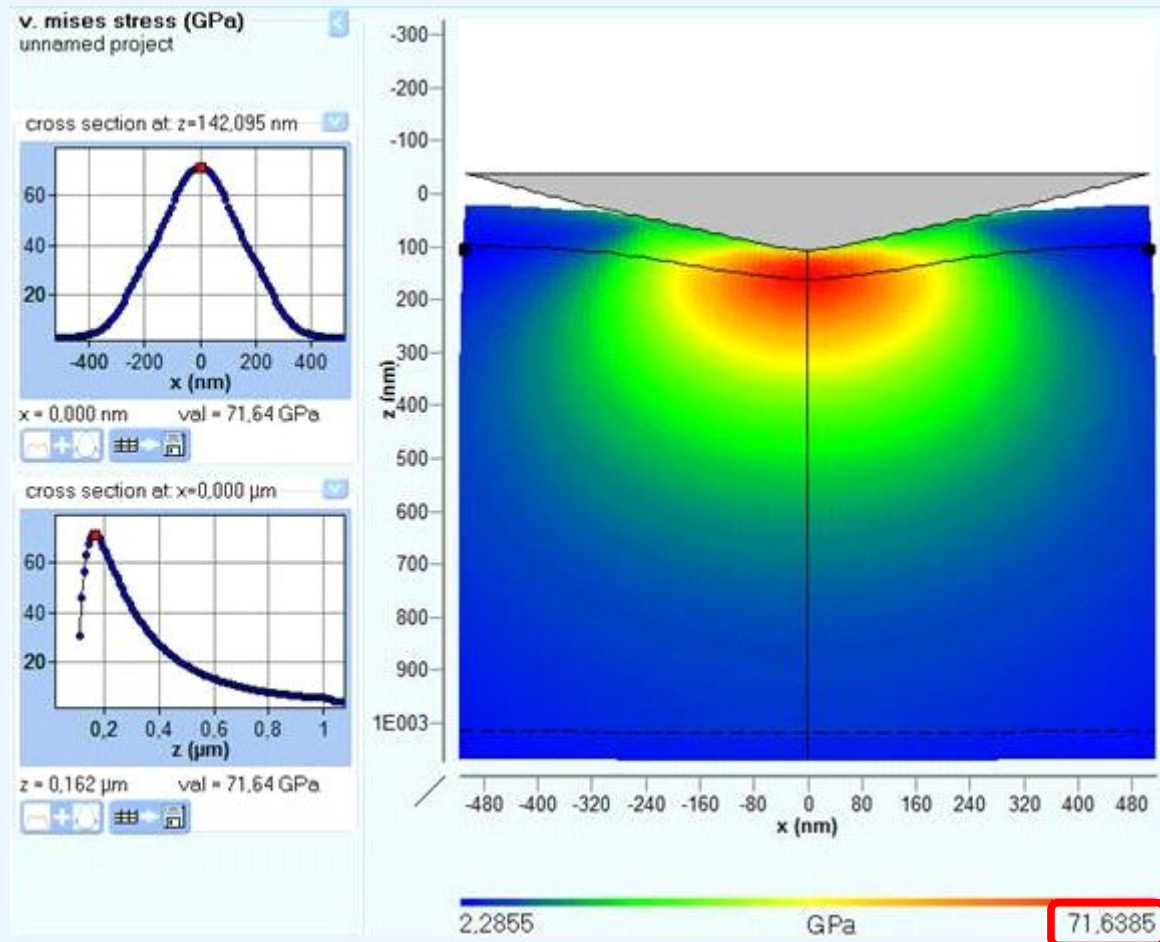 v. mises stress (GPa)
unnamed project
cross section at: z=142,095 nm
60
40
20
-400 -200 0 200 400
x (nm)
x = 0,000 nm val = 71,64 GPa
cross section at: x=0,000 µm
60
40
20
0,2 0,4 0,6 0,8 1
z (µm)
z = 0,162 µm val = 71,64 GPa
-300
-200
-100
0
100
200
300
z (nm)
400
500
600
700
800
900
1E003
-480 -400 -320 -240 -160 -80 0 80 160 240 320 400 480
x (nm)
2,2855 GPa 71,6385